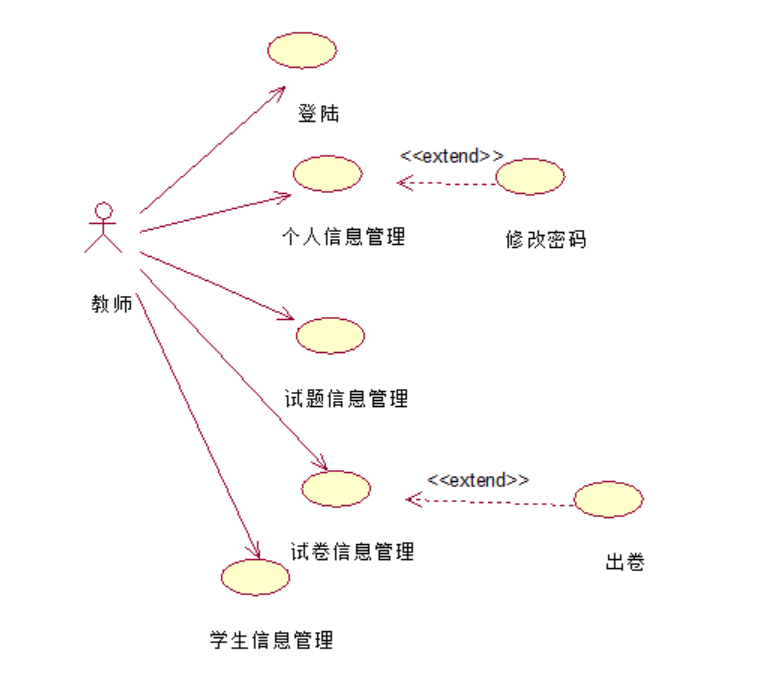 登陆
<<extend>>
个人信息管理
修改密码
教师
试题信息管理
<<extend>>
试卷信息管理
出卷
学生信息管理